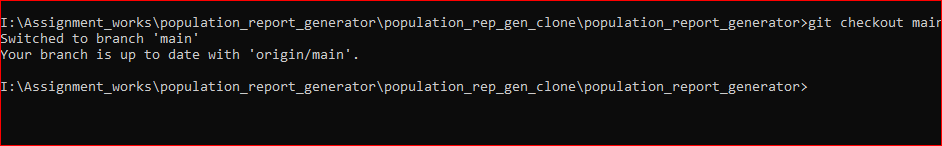 I:\Assignment_works\population_report_generator\population_rep_gen_clone\population_report_generator>git checkout main
Switched to branch 'main'
Your branch is up to date with 'origin/main'.
I:\Assignment_works\population_report_generator\population_rep_gen_clone\population_report_generator>